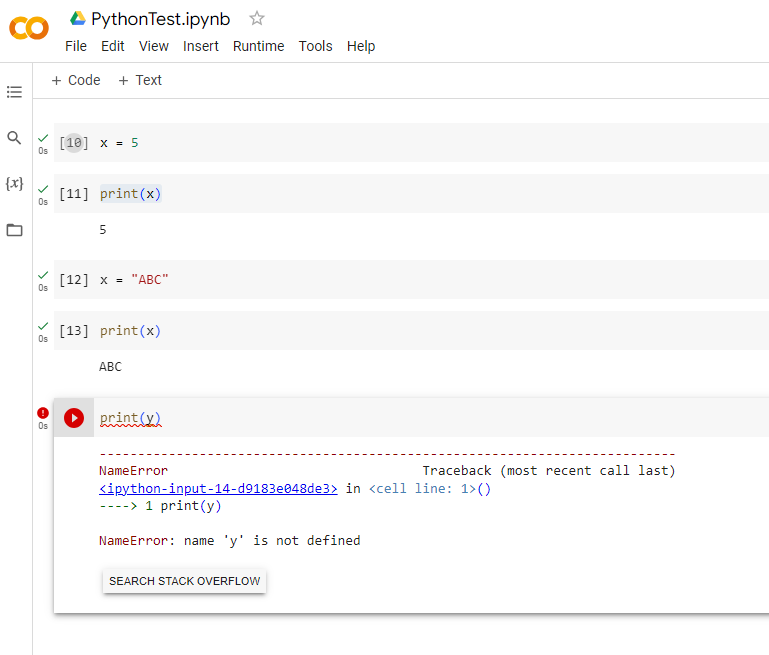 PythonTest.ipynb
File Edit View Insert Runtime Tools Help
+ Code + Text
[10] x = 5
0s
[11] print(x)
0s
5
[12] x = "ABC"
0s
[13] print(x)
0s
ABC
print(y)
0s
---------------------------------------------------------------------------
NameError                                 Traceback (most recent call last)
<ipython-input-14-d9183e048de3> in <cell line: 1>()
----> 1 print(y)
NameError: name 'y' is not defined
SEARCH STACK OVERFLOW
{x}